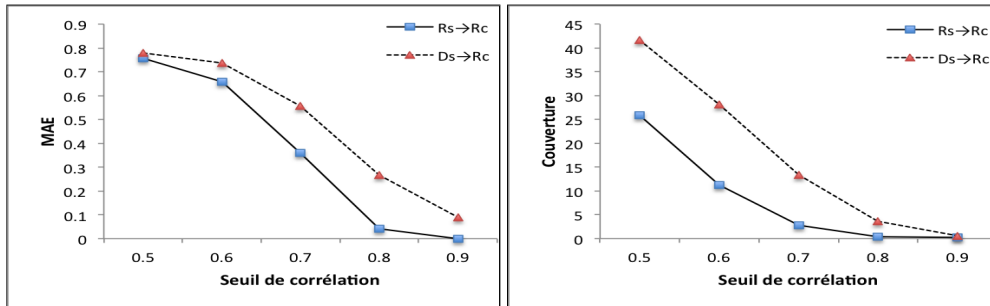 0.9
0.8
0.7
0.6
0.5
0.4
0.3
0.2
0.1
0
MAE
Rs→Rc
Ds→Rc
0.5 0.6 0.7 0.8 0.9
Seuil de corrélation
45
40
35
30
25
20
15
10
5
0
Couverture
Rs→Rc
Ds→Rc
0.5 0.6 0.7 0.8 0.9
Seuil de corrélation